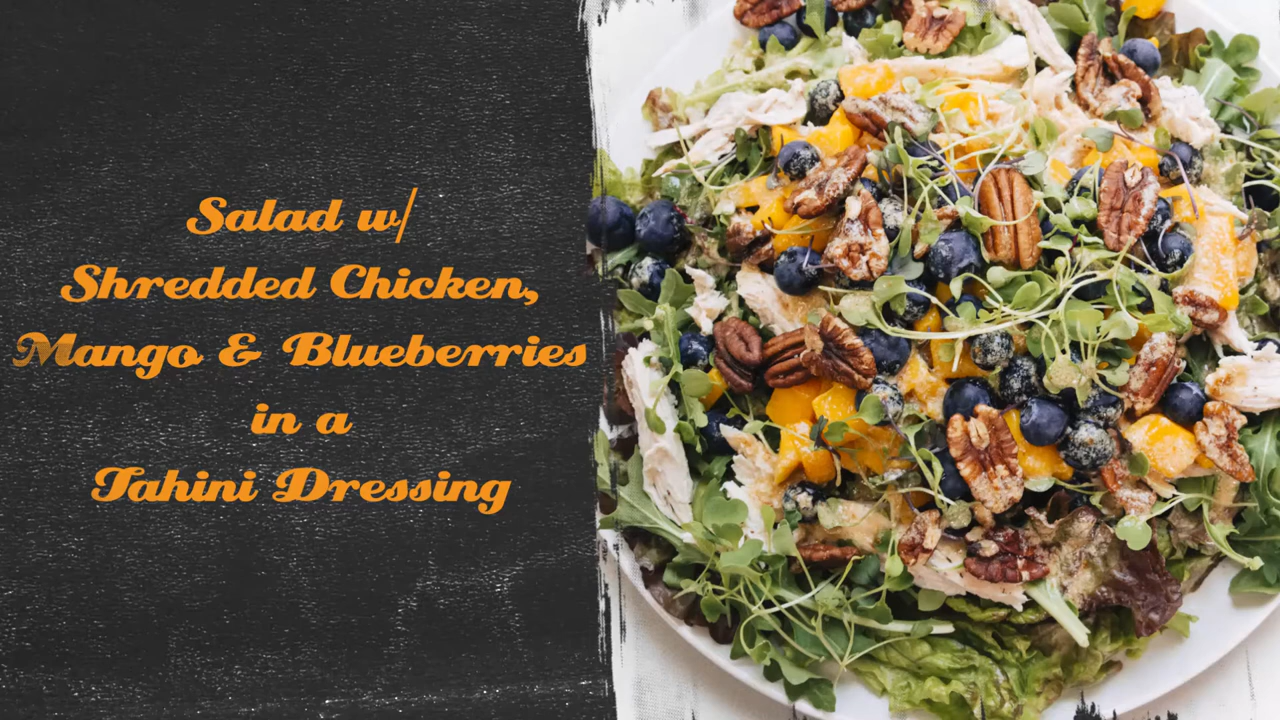 Salad w/
Shredded Chicken,
Mango & Blueberries
in a
Tahini Dressing